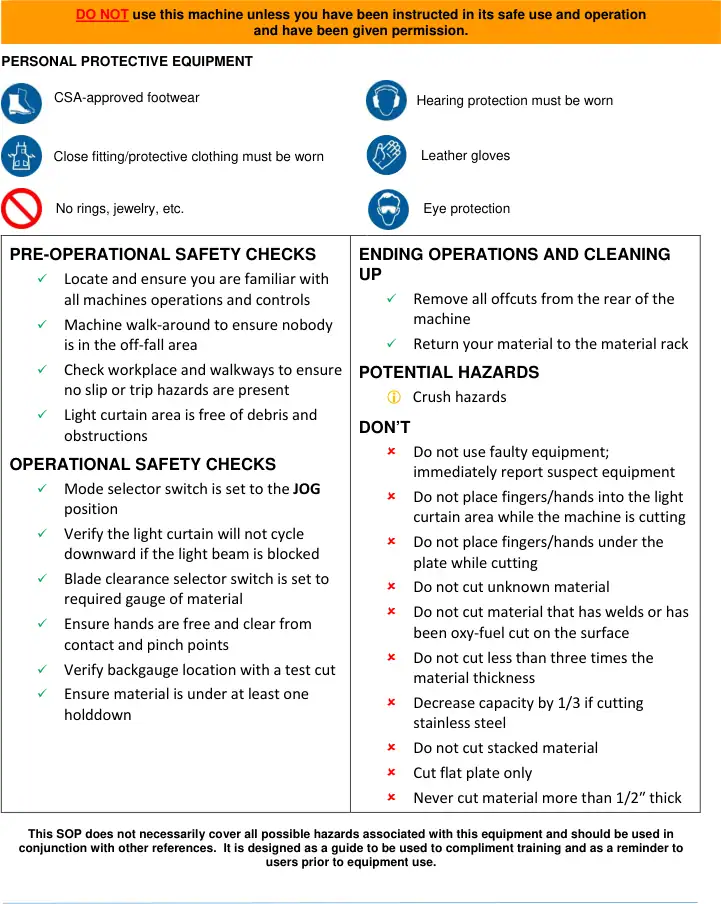 DO NOT use this machine unless you have been instructed in its safe use and operation
and have been given permission.
PERSONAL PROTECTIVE EQUIPMENT
CSA-approved footwear
Hearing protection must be worn
Close fitting/protective clothing must be worn
Leather gloves
No rings, jewelry, etc.
Eye protection
PRE-OPERATIONAL SAFETY CHECKS
✓ Locate and ensure you are familiar with
all machines operations and controls
✓ Machine walk-around to ensure nobody
is in the off-fall area
✓ Check workplace and walkways to ensure
no slip or trip hazards are present
✓ Light curtain area is free of debris and
obstructions
OPERATIONAL SAFETY CHECKS
✓ Mode selector switch is set to the JOG
position
✓ Verify the light curtain will not cycle
downward if the light beam is blocked
✓ Blade clearance selector switch is set to
required gauge of material
✓ Ensure hands are free and clear from
contact and pinch points
✓ Verify backgauge location with a test cut
✓ Ensure material is under at least one
holddown
ENDING OPERATIONS AND CLEANING
UP
✓ Remove all offcuts from the rear of the
machine
✓ Return your material to the material rack
POTENTIAL HAZARDS
Crush hazards
DON'T
× Do not use faulty equipment;
immediately report suspect equipment
× Do not place fingers/hands into the light
curtain area while the machine is cutting
× Do not place fingers/hands under the
plate while cutting
× Do not cut unknown material
× Do not cut material that has welds or has
been oxy-fuel cut on the surface
× Do not cut less than three times the
material thickness
× Decrease capacity by 1/3 if cutting
stainless steel
× Do not cut stacked material
× Cut flat plate only
× Never cut material more than 1/2" thick
This SOP does not necessarily cover all possible hazards associated with this equipment and should be used in
conjunction with other references.  It is designed as a guide to be used to compliment training and as a reminder to
users prior to equipment use.